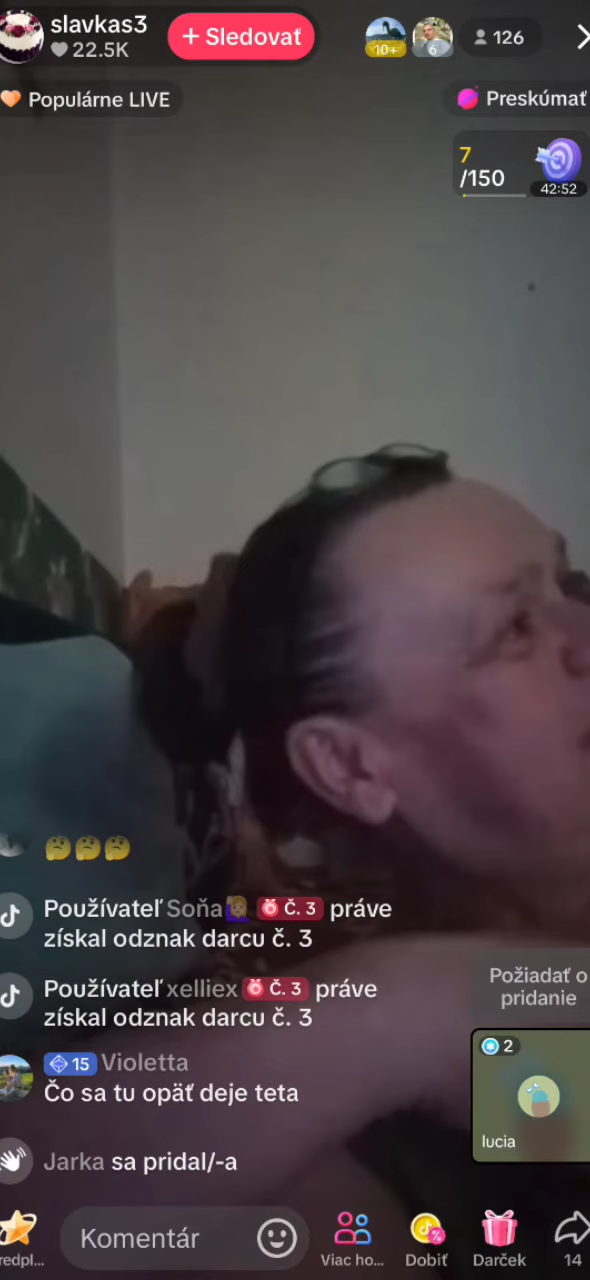 slavkas3
22.5K
+ Sledovať
10+
6
126
Populárne LIVE
Preskúmať
7
/150
42:52
🤔🤔🤔
Používateľ Soňa🙋🏼‍♀️ Č. 3 práve
získal odznak darcu č. 3
Používateľ xelliex Č. 3 práve
získal odznak darcu č. 3
15 Violetta
Čo sa tu opäť deje teta
Jarka sa pridal/-a
Požiadať o
pridanie
2
lucia
Komentár
redpl...
Viac ho...
Dobiť
Darček
14